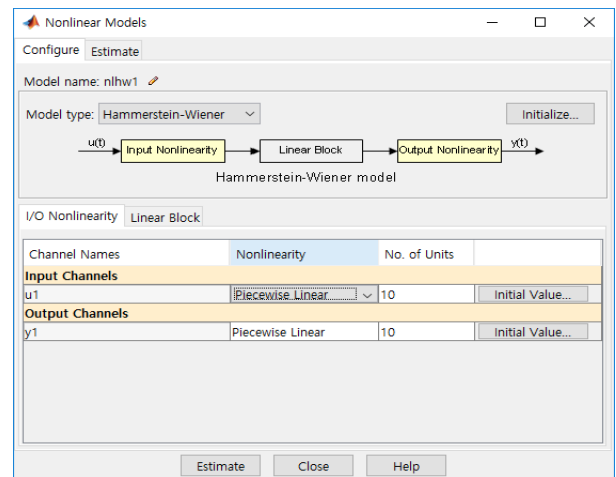 Nonlinear Models
Configure Estimate
Model name: nlhw1
Model type: Hammerstein-Wiener Initialize...
u(t) Input Nonlinearity Linear Block Output Nonlinearity y(t)
Hammerstein-Wiener model
I/O Nonlinearity Linear Block
Channel Names Nonlinearity No. of Units
Input Channels
u1 Piecewise Linear 10 Initial Value...
Output Channels
y1 Piecewise Linear 10 Initial Value...
Estimate Close Help